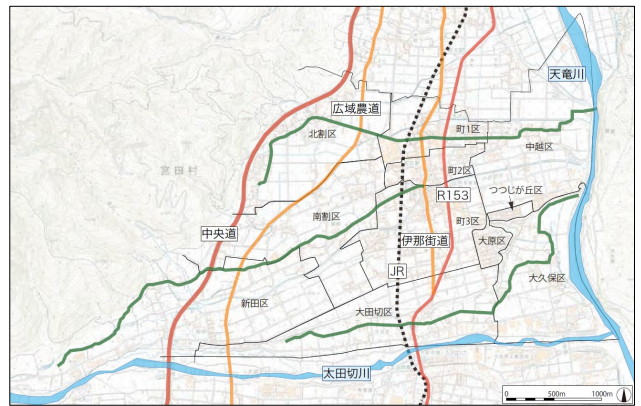 天竜川
広域農道
北割区
町1区
中越区
宮田村
町2区
つつじが丘区
R153
南割区
町3区
中央道
伊那街道
大原区
JR
大久保区
新田区
大田切区
太田切川
0 500m 1000m